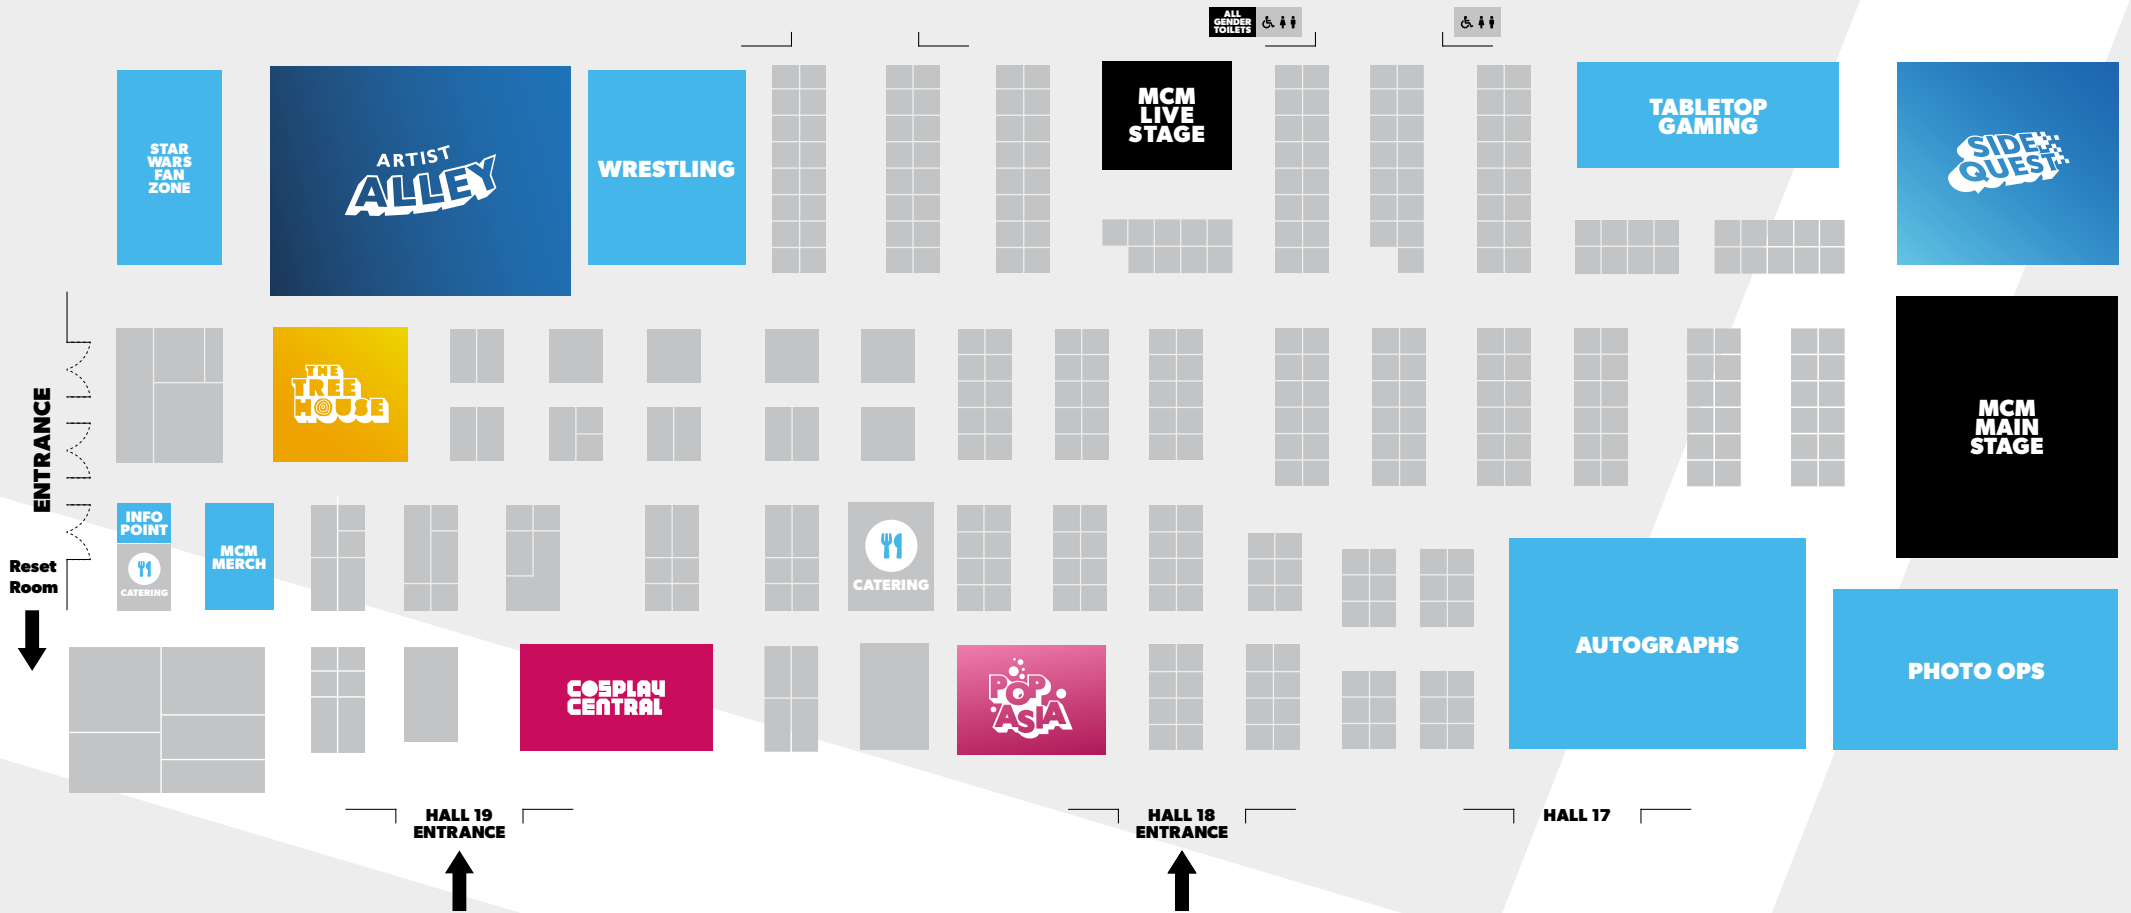 ALL
GENDER
TOILETS
STAR
WARS
FAN
ZONE
ARTIST
ALLEY
WRESTLING
MCM
LIVE
STAGE
TABLETOP
GAMING
SIDE
QUEST
ENTRANCE
THE
TREE
HOUSE
MCM
MAIN
STAGE
INFO
POINT
CATERING
MCM
MERCH
CATERING
Reset
Room
COSPLAY
CENTRAL
POP
ASIA
AUTOGRAPHS
PHOTO OPS
HALL 19
ENTRANCE
HALL 18
ENTRANCE
HALL 17